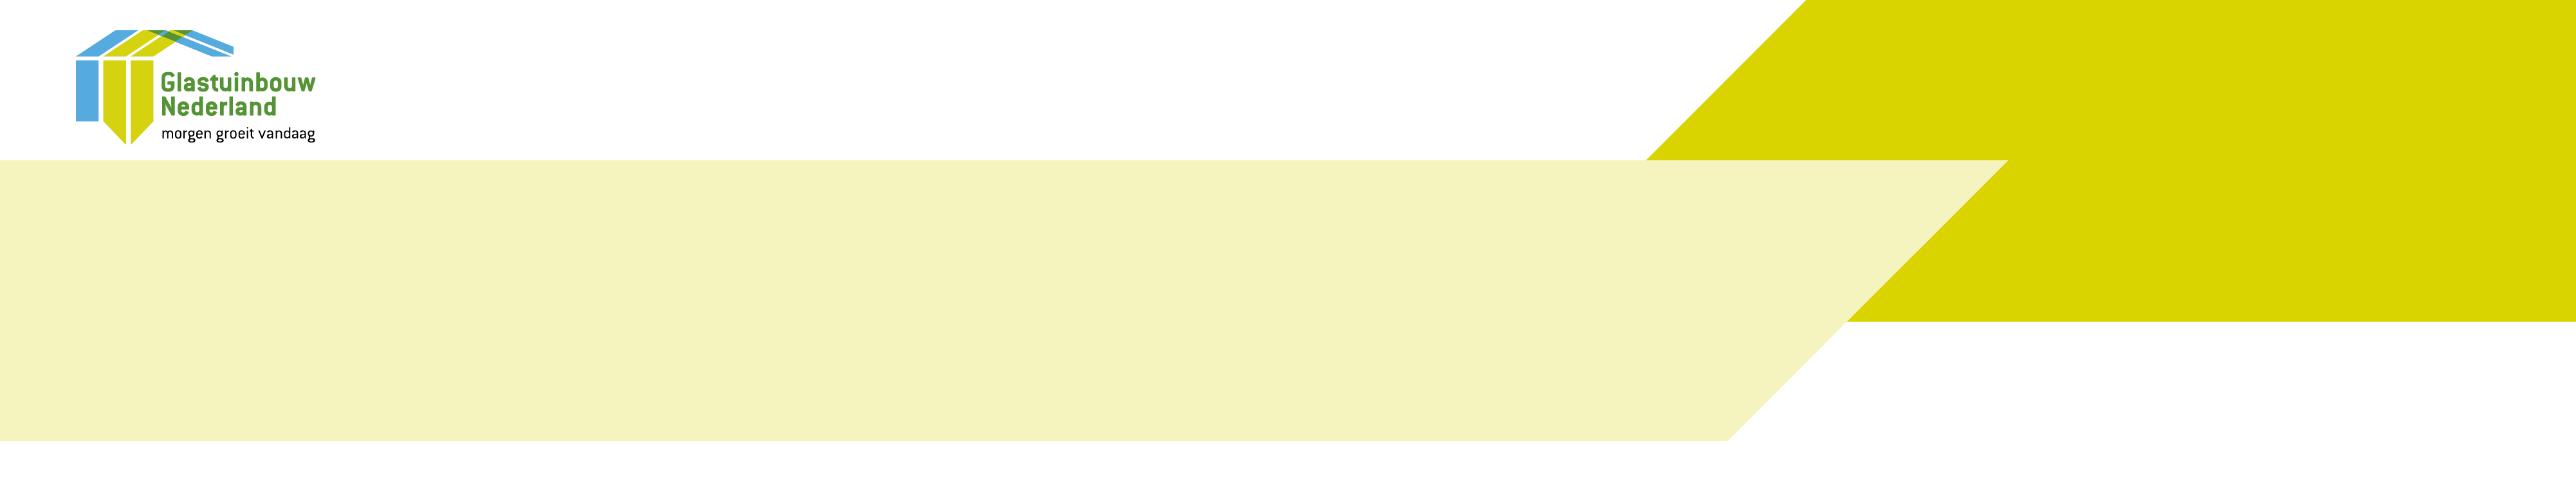 Glastuinbouw
Nederland
morgen groeit vandaag